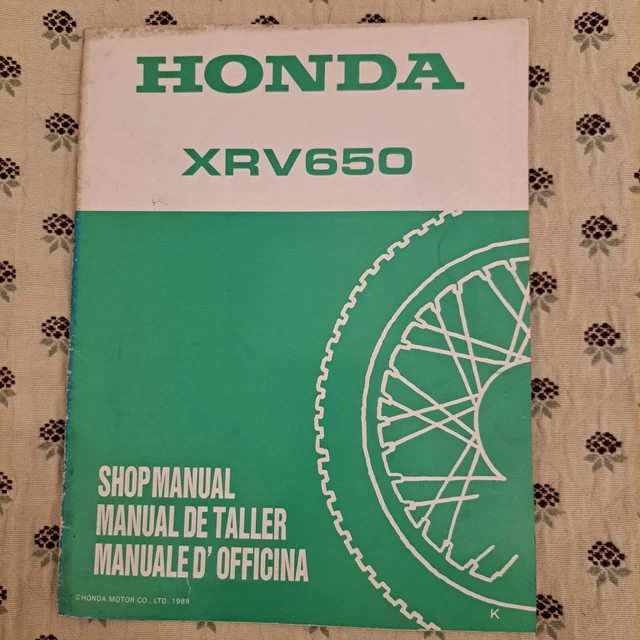 HONDA
XRV650
SHOP MANUAL
MANUAL DE TALLER
MANUALE D' OFFICINA
©HONDA MOTOR CO., LTD. 1989
K